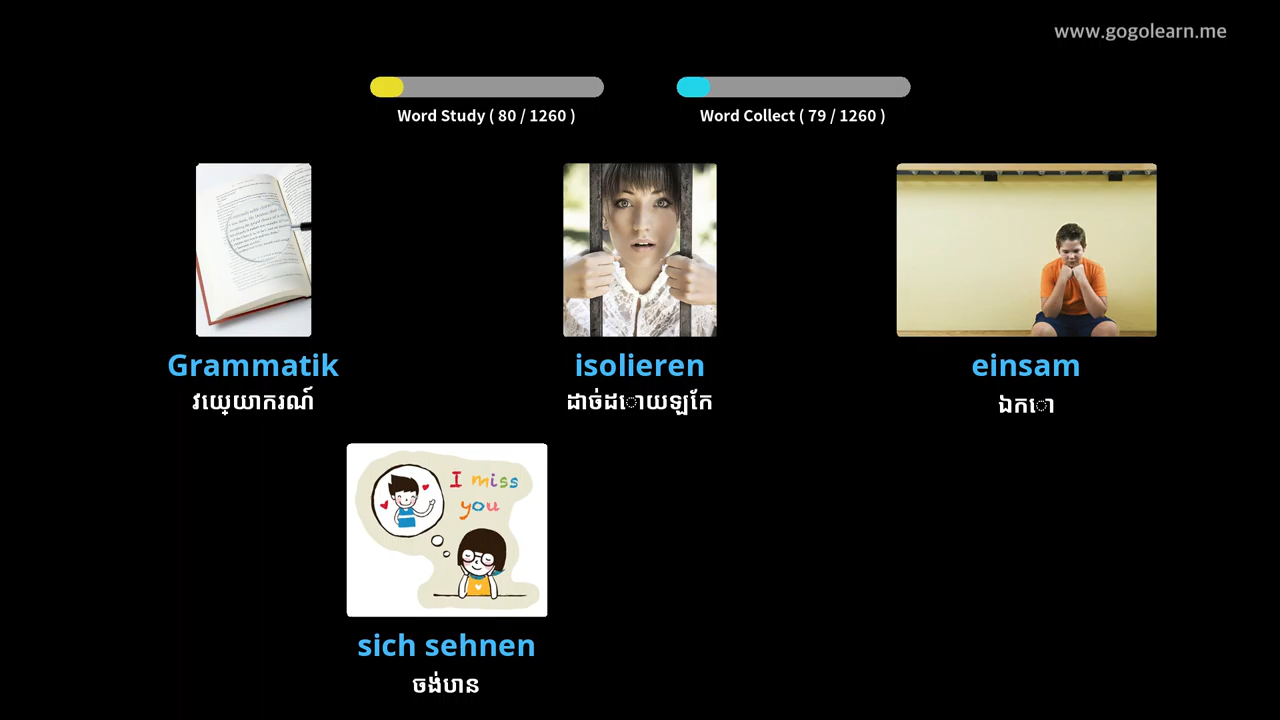 www.gogolearn.me
Word Study ( 80 / 1260 )
Word Collect ( 79 / 1260 )
Grammatik
វេយ្យាករណ៍
isolieren
ដាច់ដោយឡែក
einsam
ឯកោ
I miss
you
sich sehnen
ចង់បាន